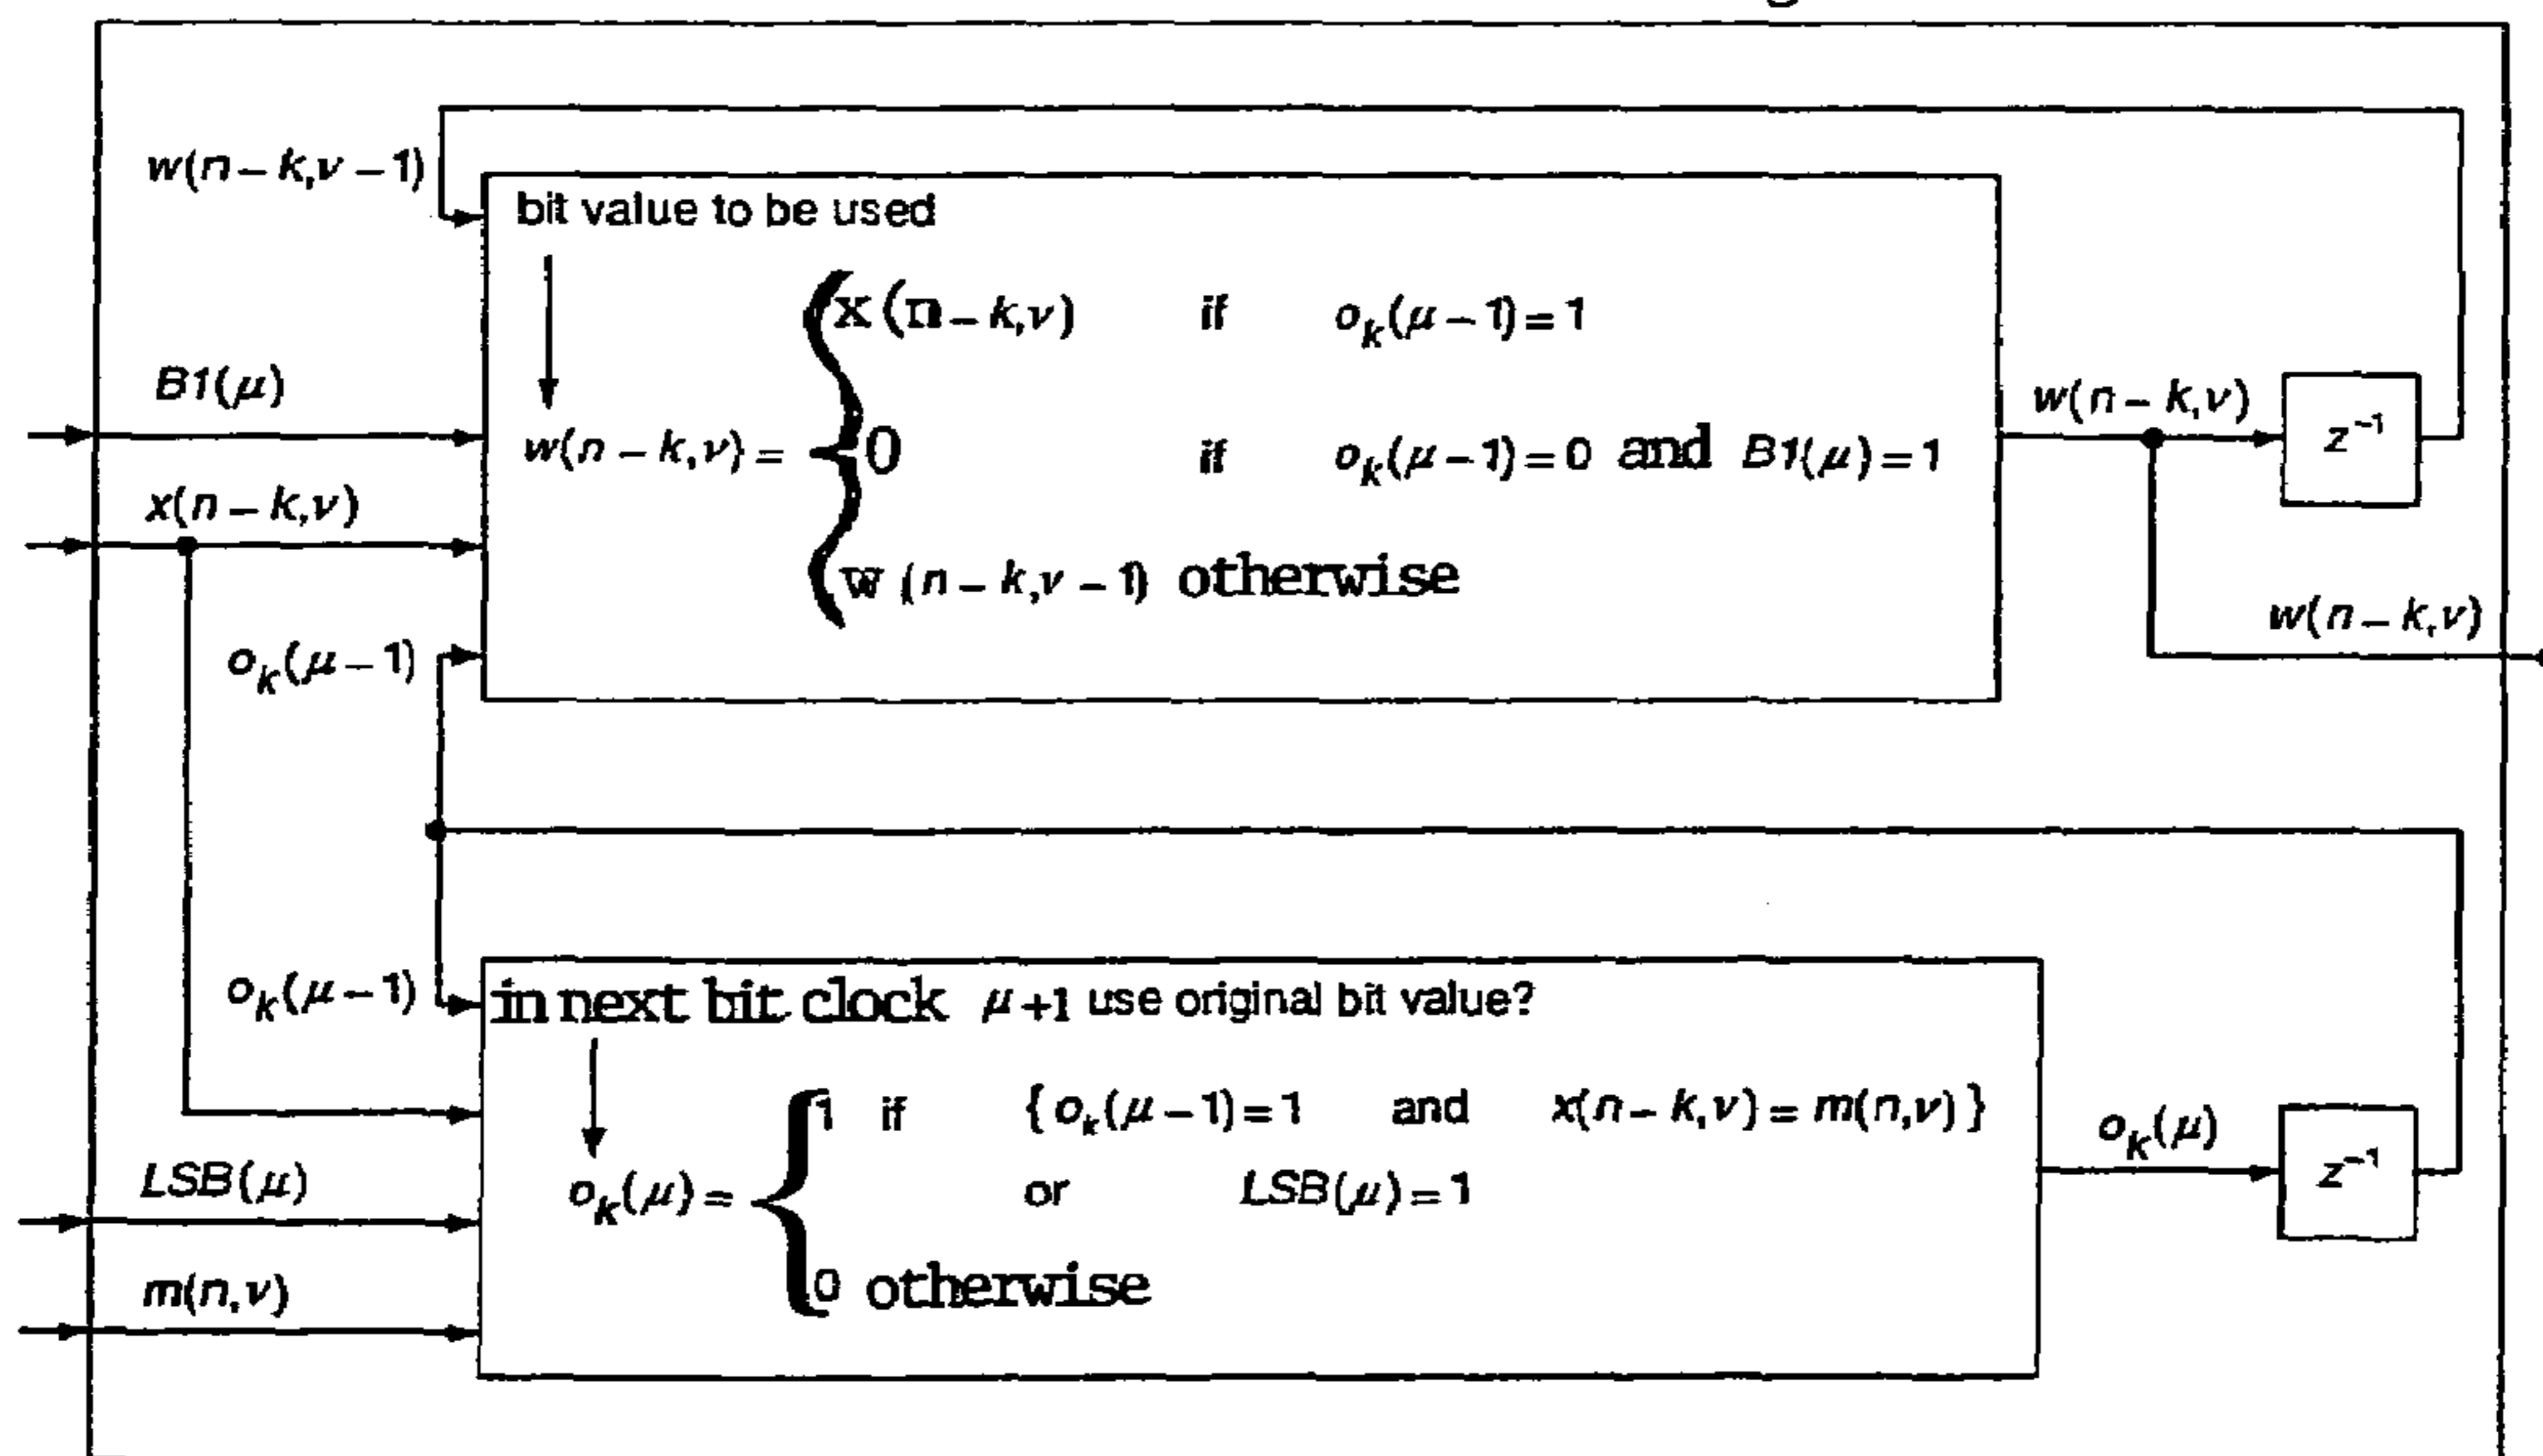 w(n – k,ν – 1)
bit value to be used
x(n – k,ν) if o_k(μ – 1) = 1
B1(μ)
w(n – k,ν) = 0 if o_k(μ – 1) = 0 and B1(μ) = 1
w(n – k,ν)
z⁻¹
x(n – k,ν)
w(n – k,ν – 1) otherwise
w(n – k,ν)
o_k(μ – 1)
o_k(μ – 1)
in next bit clock μ +1 use original bit value?
1 if { o_k(μ – 1) = 1 and x(n – k,ν) = m(n,ν) }
o_k(μ)
z⁻¹
LSB(μ)
o_k(μ) = or LSB(μ) = 1
m(n,ν)
0 otherwise